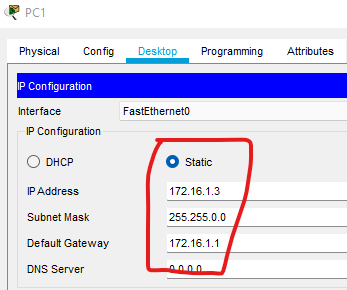 PC1
Physical Config Desktop Programming Attributes
IP Configuration
Interface FastEthernet0
IP Configuration
DHCP Static
IP Address 172.16.1.3
Subnet Mask 255.255.0.0
Default Gateway 172.16.1.1
DNS Server 0.0.0.0